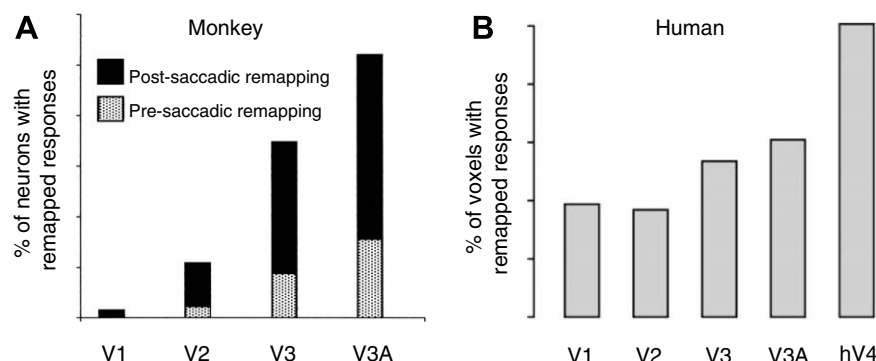 A
Monkey
Post-saccadic remapping
Pre-saccadic remapping
% of neurons with
remapped responses
V1 V2 V3 V3A
B
Human
% of voxels with
remapped responses
V1 V2 V3 V3A hV4